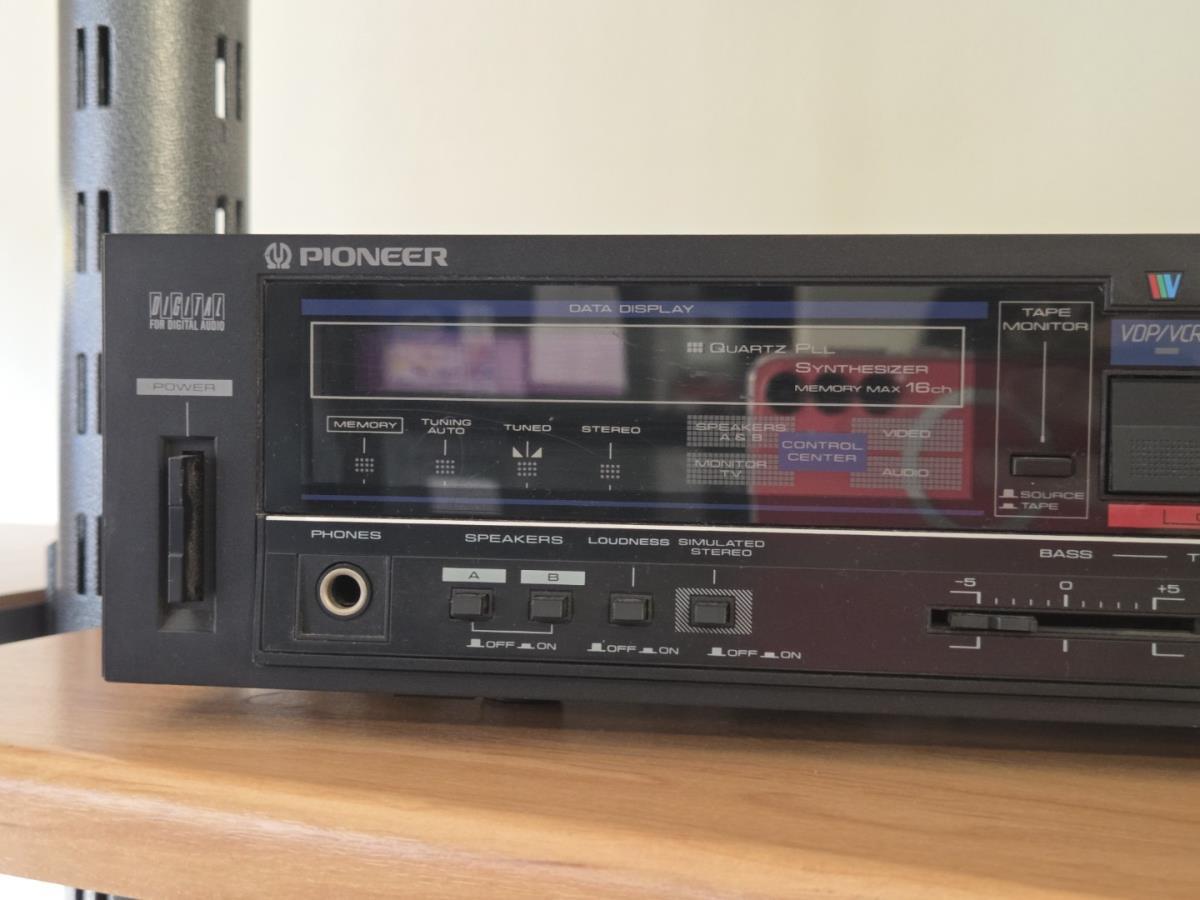 PIONEER
DIGITAL
FOR DIGITAL AUDIO
POWER
DATA DISPLAY
QUARTZ PLL
SYNTHESIZER
MEMORY MAX 16ch
MEMORY
TUNING
AUTO
TUNED
STEREO
SPEAKERS
A & B
MONITOR
TV
CONTROL
CENTER
VIDEO
AUDIO
TAPE
MONITOR
SOURCE
TAPE
VDP/VCR
PHONES
SPEAKERS
A
B
OFF ON
LOUDNESS
OFF ON
SIMULATED
STEREO
OFF ON
BASS
-5 0 +5